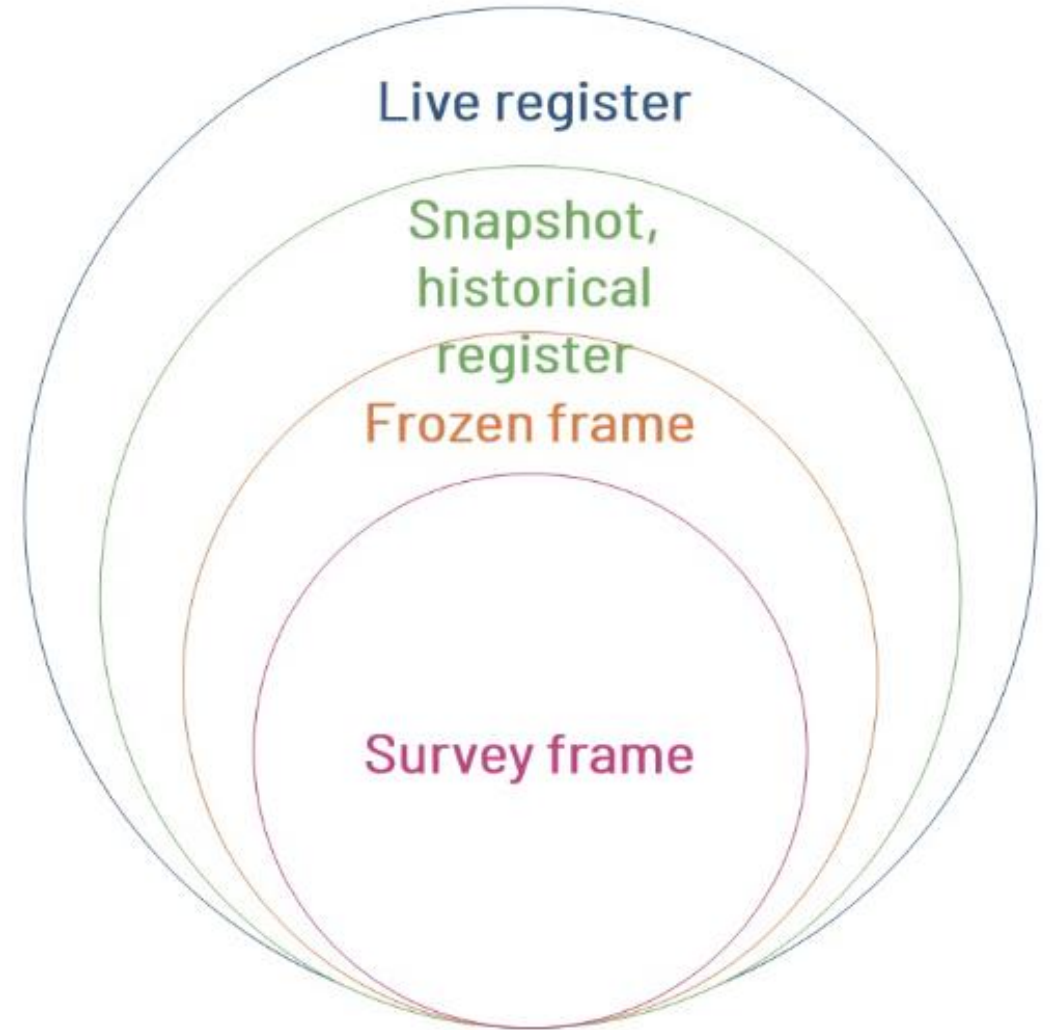 Live register
Snapshot,
historical
register
Frozen frame
Survey frame